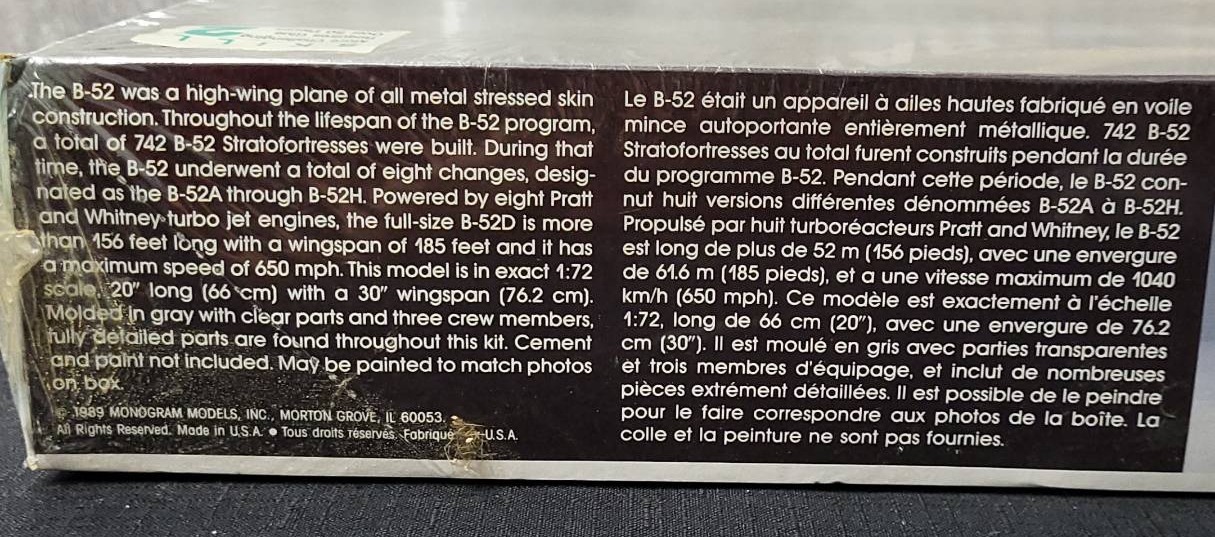 The B-52 was a high-wing plane of all metal stressed skin
construction. Throughout the lifespan of the B-52 program,
a total of 742 B-52 Stratofortresses were built. During that
time, the B-52 underwent a total of eight changes, desig-
nated as the B-52A through B-52H. Powered by eight Pratt
and Whitney turbo jet engines, the full-size B-52D is more
than 156 feet long with a wingspan of 185 feet and it has
a maximum speed of 650 mph. This model is in exact 1:72
scale, 20" long (66 cm) with a 30" wingspan (76.2 cm).
Molded in gray with clear parts and three crew members,
fully detailed parts are found throughout this kit. Cement
and paint not included. May be painted to match photos
on box.
© 1989 MONOGRAM MODELS, INC., MORTON GROVE, IL 60053.
All Rights Reserved. Made in U.S.A. • Tous droits réservés. Fabriqué U.S.A.
Le B-52 était un appareil à ailes hautes fabriqué en voile
mince autoportante entièrement métallique. 742 B-52
Stratofortresses au total furent construits pendant la durée
du programme B-52. Pendant cette période, le B-52 con-
nut huit versions différentes dénommées B-52A à B-52H.
Propulsé par huit turboréacteurs Pratt and Whitney, le B-52
est long de plus de 52 m (156 pieds), avec une envergure
de 61.6 m (185 pieds), et a une vitesse maximum de 1040
km/h (650 mph). Ce modèle est exactement à l'échelle
1:72, long de 66 cm (20"), avec une envergure de 76.2
cm (30"). Il est moulé en gris avec parties transparentes
et trois membres d'équipage, et inclut de nombreuses
pièces extrément détaillées. Il est possible de le peindre
pour le faire correspondre aux photos de la boîte. La
colle et la peinture ne sont pas fournies.